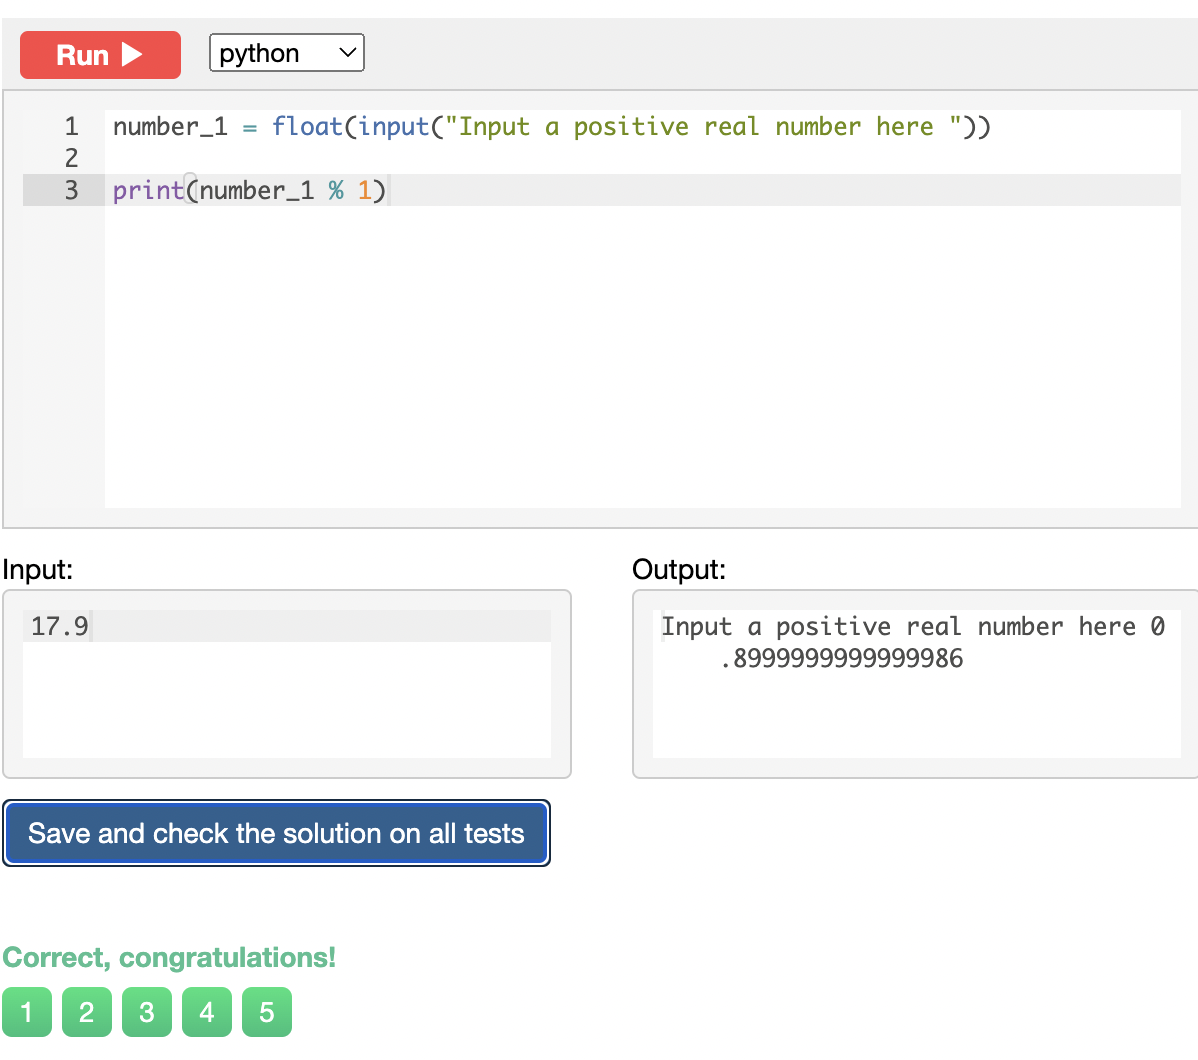 Run
python
1 number_1 = float(input("Input a positive real number here "))
2
3 print(number_1 % 1)
Input:
17.9
Output:
Input a positive real number here 0
.8999999999999986
Save and check the solution on all tests
Correct, congratulations!
1 2 3 4 5